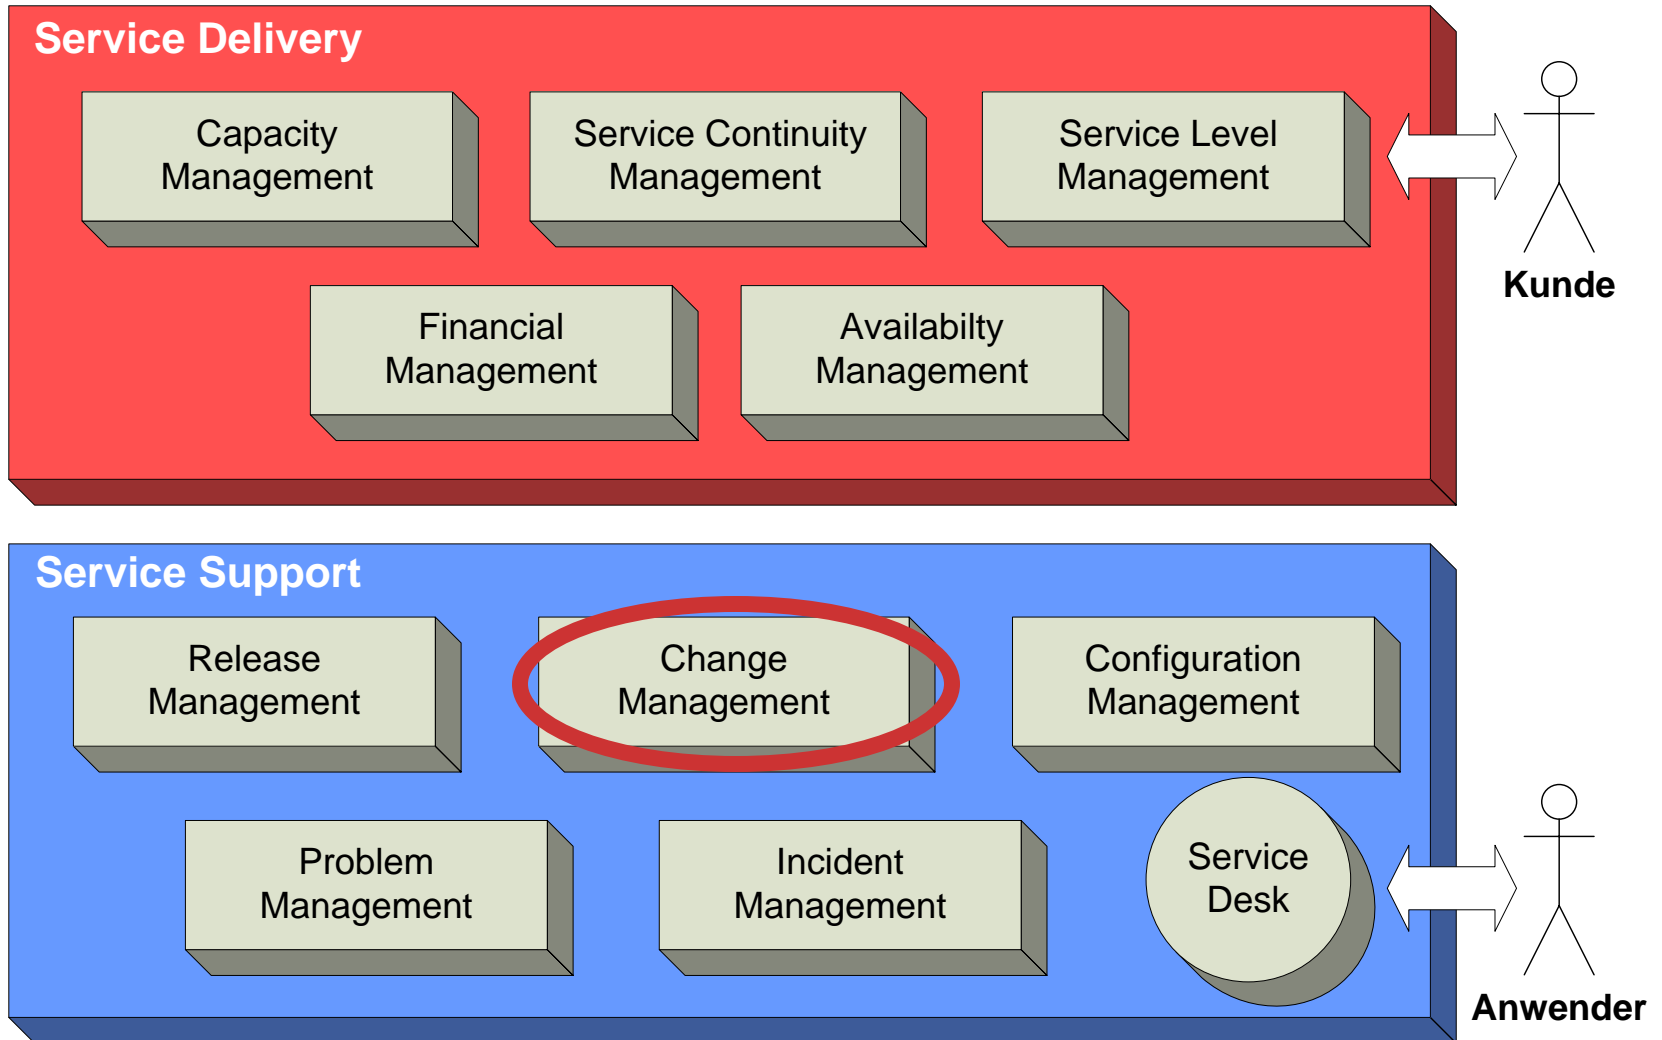 Service Delivery
Capacity
Management
Service Continuity
Management
Service Level
Management
Kunde
Financial
Management
Availabilty
Management
Service Support
Release
Management
Change
Management
Configuration
Management
Problem
Management
Incident
Management
Service
Desk
Anwender